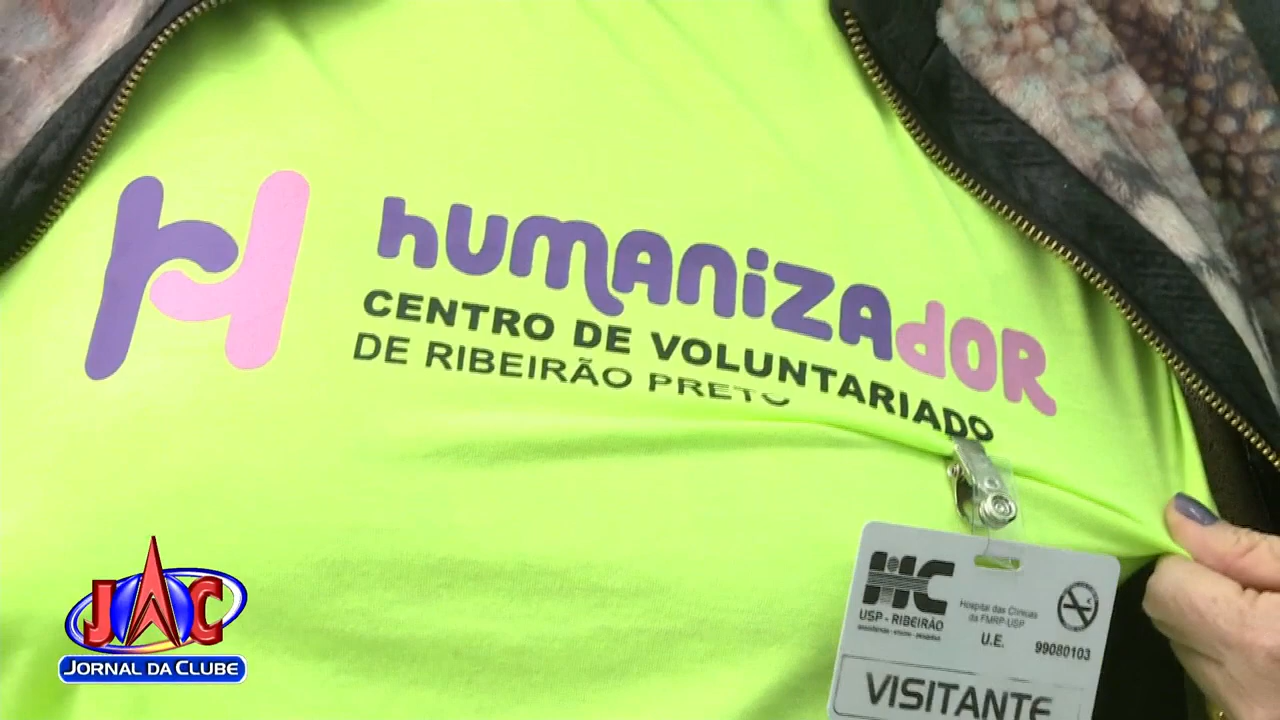 humanizador
CENTRO DE VOLUNTARIADO
DE RIBEIRÃO PRETO
HC
USP - RIBEIRÃO
Hospital das Clínicas
da FMRP-USP
U.E.
99080103
VISITANTE
JAC
JORNAL DA CLUBE